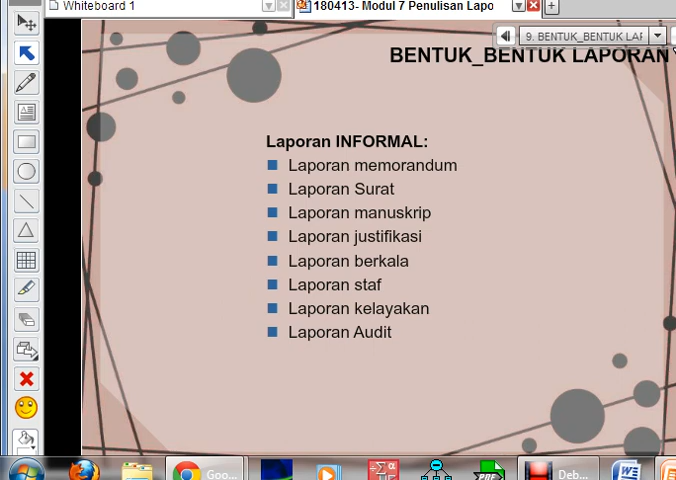 Whiteboard 1
180413- Modul 7 Penulisan Lapo
9. BENTUK_BENTUK LAF
BENTUK_BENTUK LAPORAN
Laporan INFORMAL:
Laporan memorandum
Laporan Surat
Laporan manuskrip
Laporan justifikasi
Laporan berkala
Laporan staf
Laporan kelayakan
Laporan Audit
Goo...
Deb...